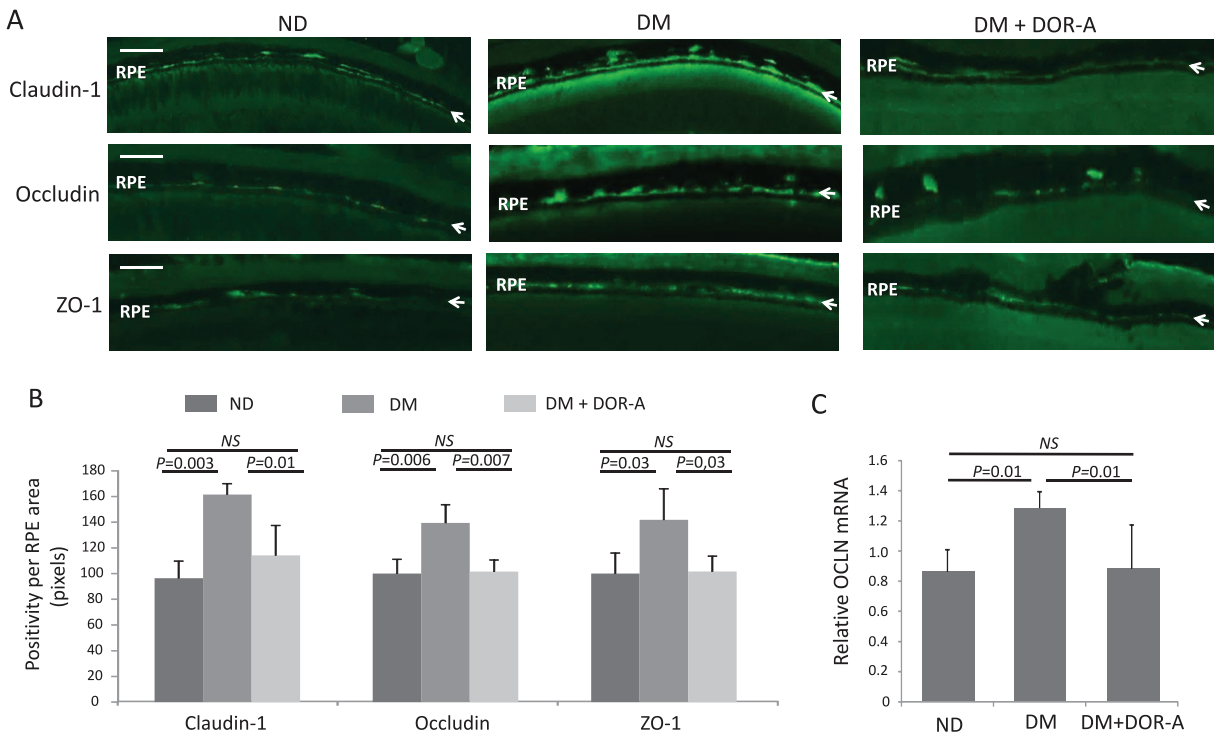 A
ND
DM
DM + DOR-A
Claudin-1
RPE
RPE
RPE
Occludin
RPE
RPE
RPE
ZO-1
RPE
RPE
RPE
B
ND
DM
DM + DOR-A
NS
NS
NS
P=0.003
P=0.01
P=0.006
P=0.007
P=0.03
P=0,03
Positivity per RPE area
(pixels)
180
160
140
120
100
80
60
40
20
0
Claudin-1
Occludin
ZO-1
C
NS
P=0.01
P=0.01
Relative OCLN mRNA
1.6
1.4
1.2
1.0
0.8
0.6
0.4
0.2
0
ND
DM
DM+DOR-A